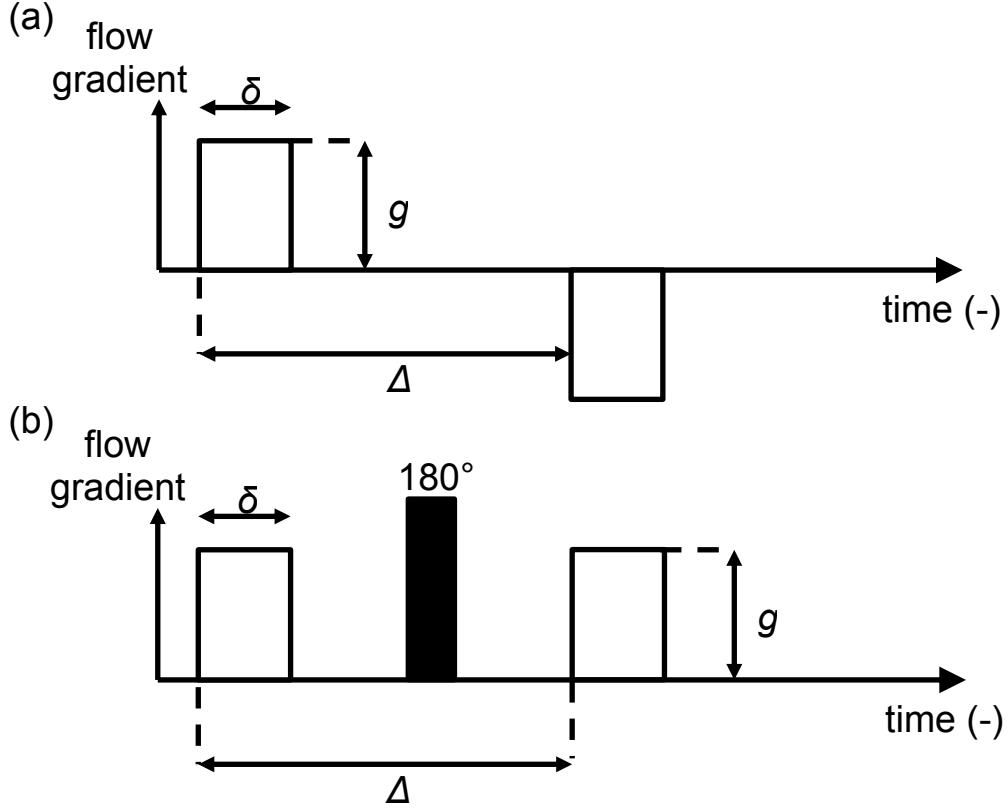 (a)
flow
gradient
δ
g
time (-)
Δ
(b)
flow
gradient
180°
δ
g
time (-)
Δ